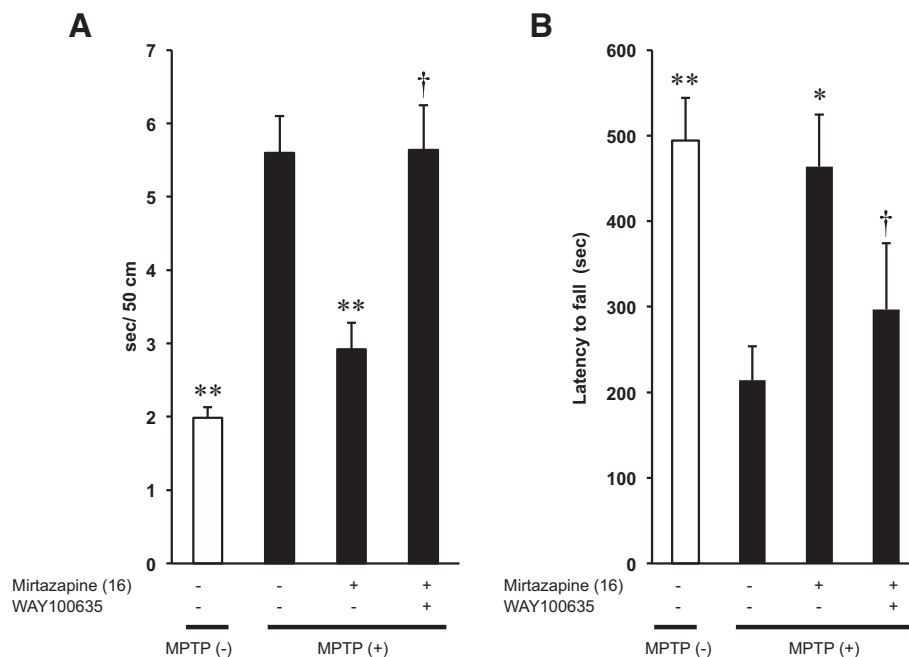 A
7
6
5
4
3
2
1
0
sec/ 50 cm
**
**
†
Mirtazapine (16) - - + +
WAY100635 - - - +
MPTP (-) MPTP (+)
B
600
500
400
300
200
100
0
Latency to fall (sec)
**
*
†
Mirtazapine (16) - - + +
WAY100635 - - - +
MPTP (-) MPTP (+)